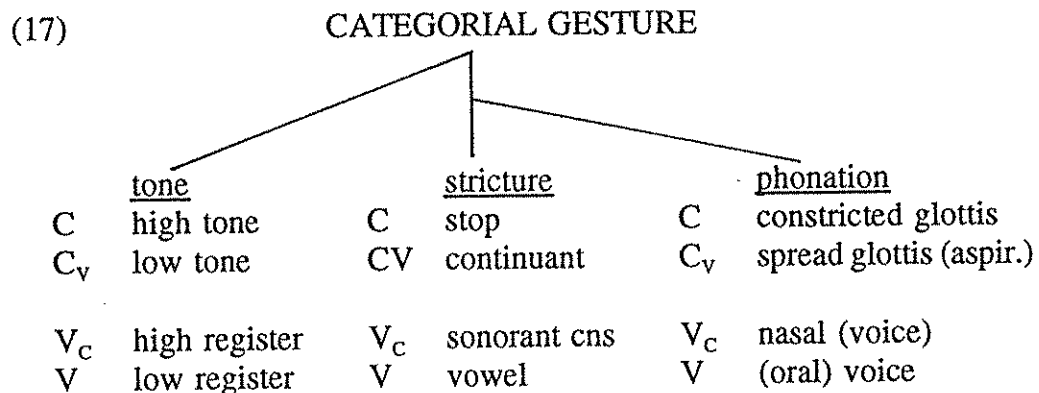 (17) CATEGORIAL GESTURE
tone stricture phonation
C high tone C stop C constricted glottis
Cv low tone CV continuant Cv spread glottis (aspir.)
Vc high register Vc sonorant cns Vc nasal (voice)
V low register V vowel V (oral) voice